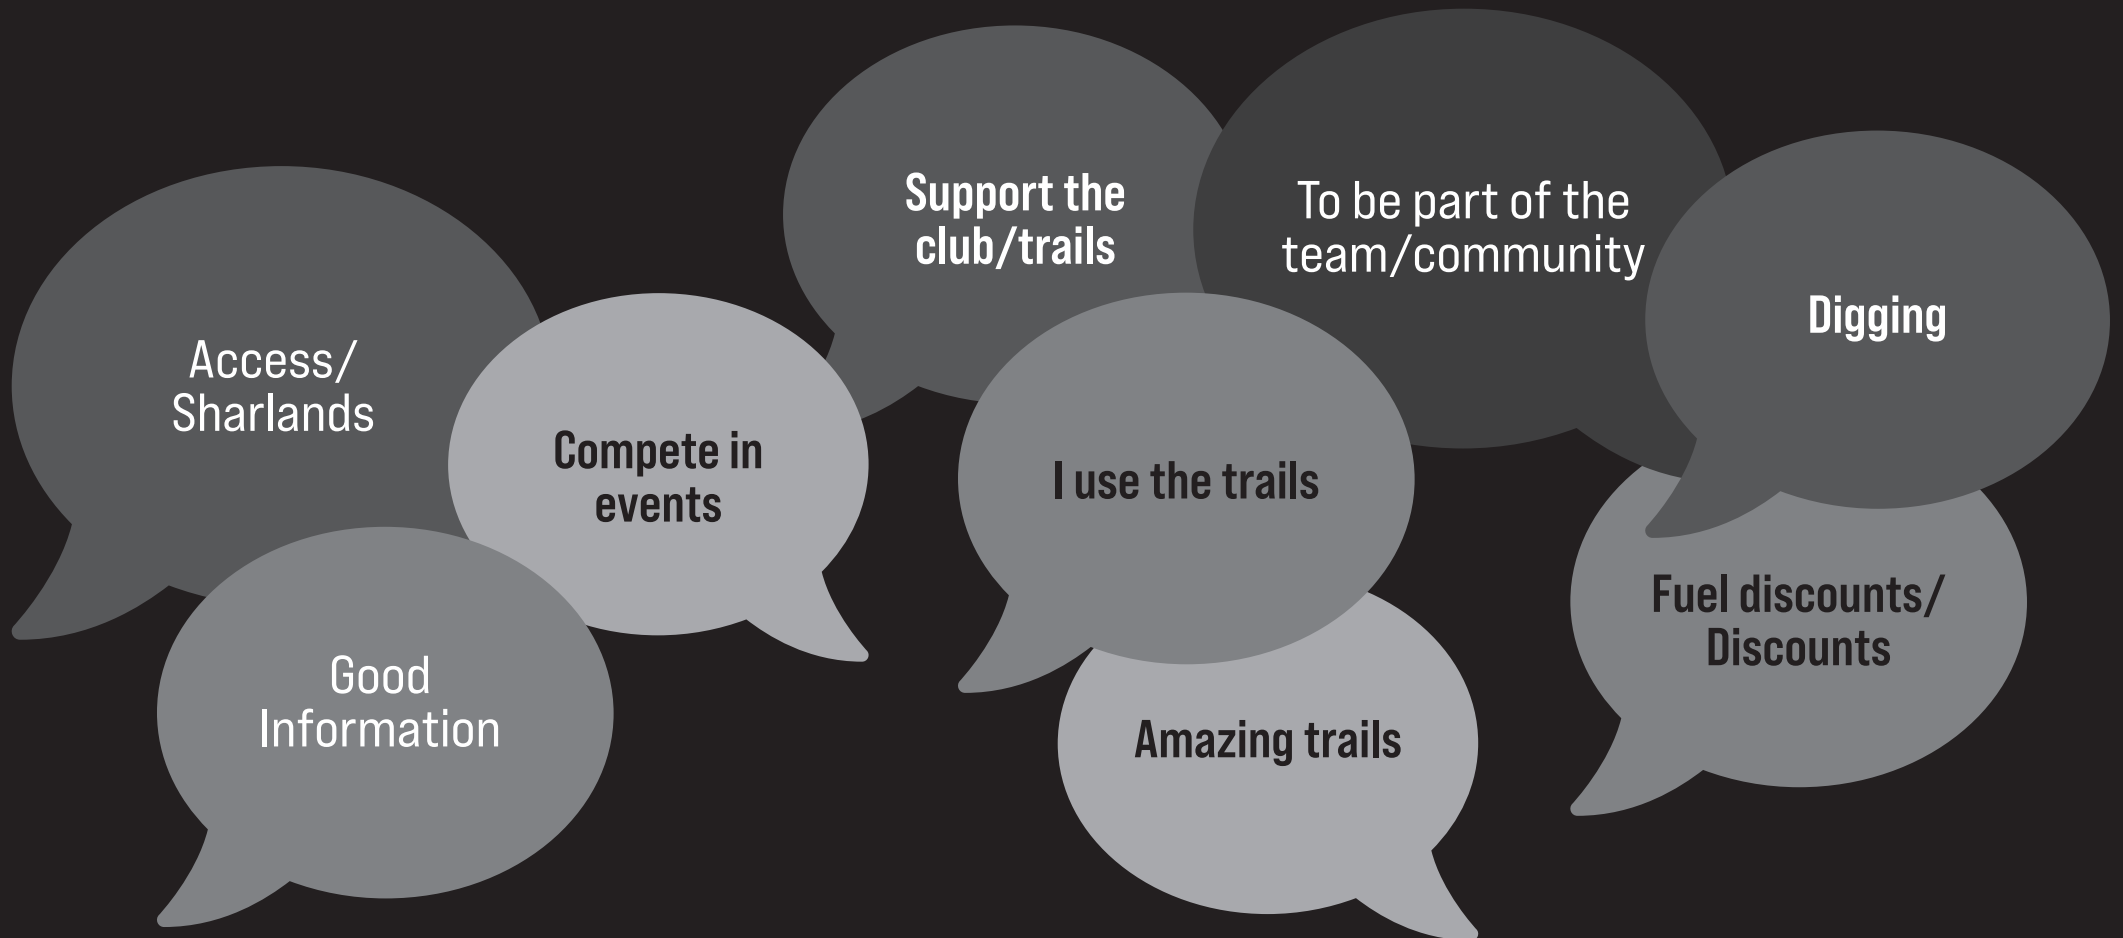 Support the
club/trails
To be part of the
team/community
Digging
Access/
Sharlands
Compete in
events
I use the trails
Fuel discounts/
Discounts
Good
Information
Amazing trails